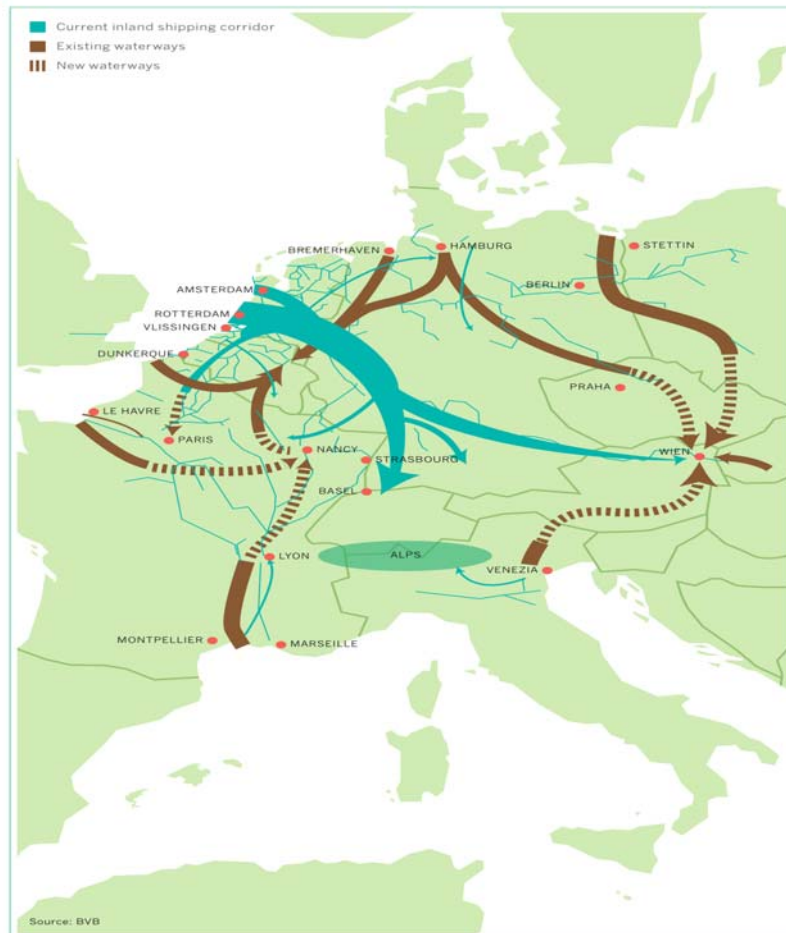 Current inland shipping corridor
Existing waterways
New waterways
BREMERHAVEN
HAMBURG
STETTIN
AMSTERDAM
BERLIN
ROTTERDAM
VLISSINGEN
DUNKERQUE
PRAHA
LE HAVRE
PARIS
NANCY
WIEN
STRASBOURG
BASEL
LYON
ALPS
VENEZIA
MONTPELLIER
MARSEILLE
Source: BVB